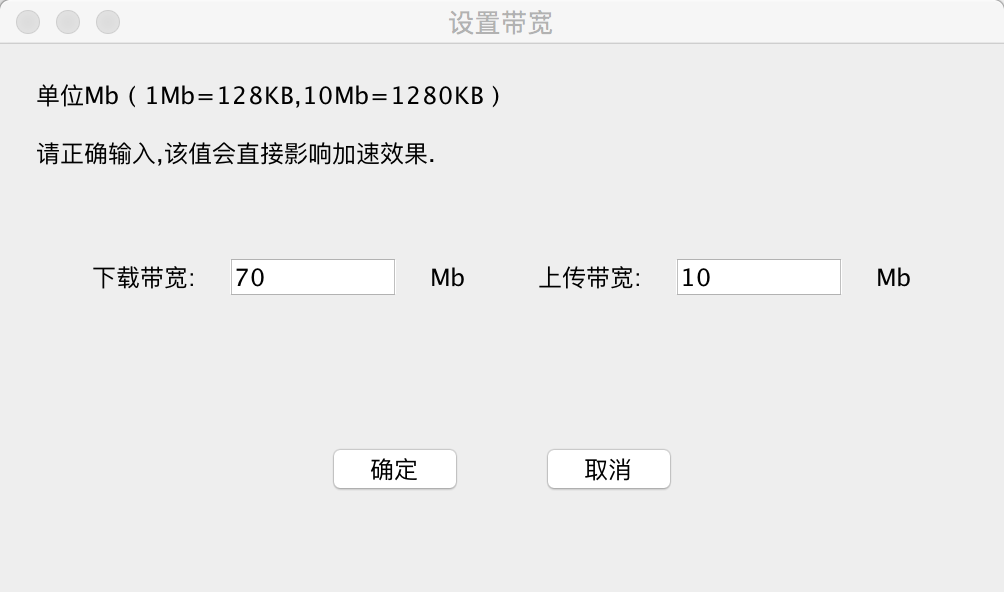 设置带宽
单位Mb（1Mb=128KB,10Mb=1280KB）
请正确输入,该值会直接影响加速效果.
下载带宽: 70 Mb 上传带宽: 10 Mb
确定 取消